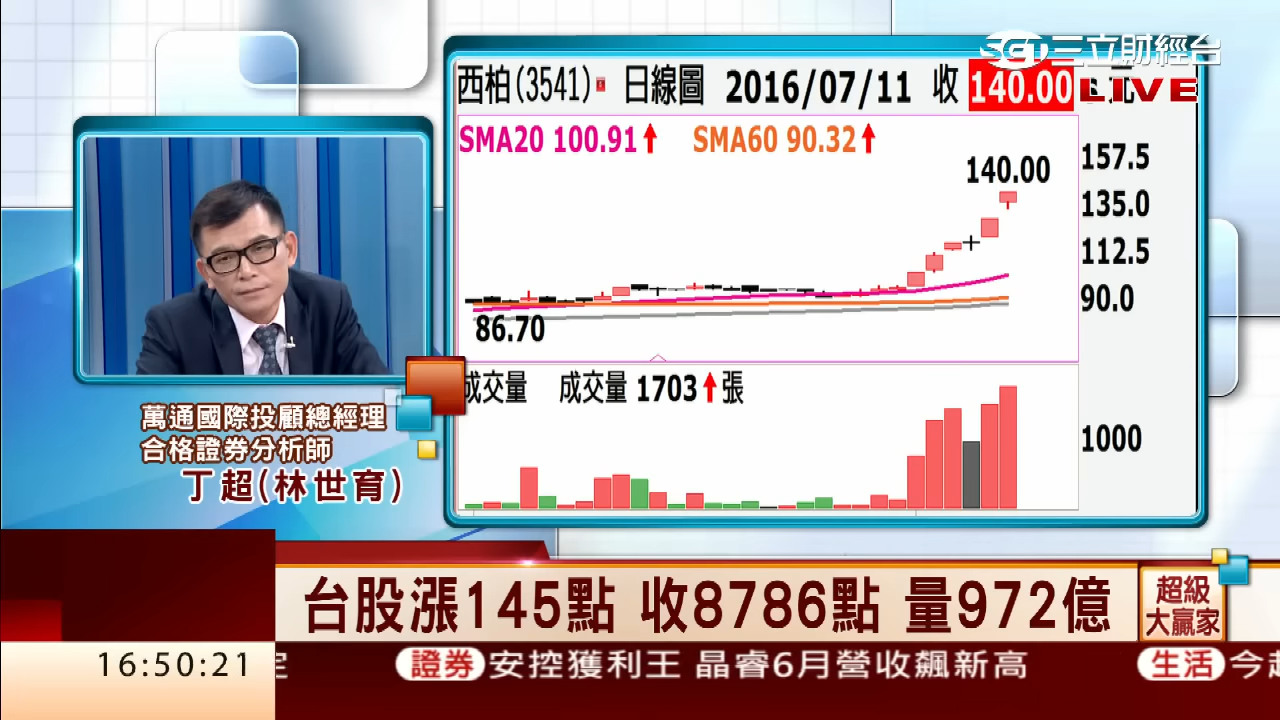 SET三立財經台
LIVE
西柏(3541) 日線圖 2016/07/11 收 140.00 元
SMA20 100.91↑ SMA60 90.32↑
140.00
157.5
135.0
112.5
90.0
86.70
成交量 成交量 1703↑張
1000
萬通國際投顧總經理
合格證券分析師
丁超(林世育)
台股漲145點 收8786點 量972億
超級
大贏家
16:50:21
證券 安控獲利王 晶睿6月營收飆新高
生活 今